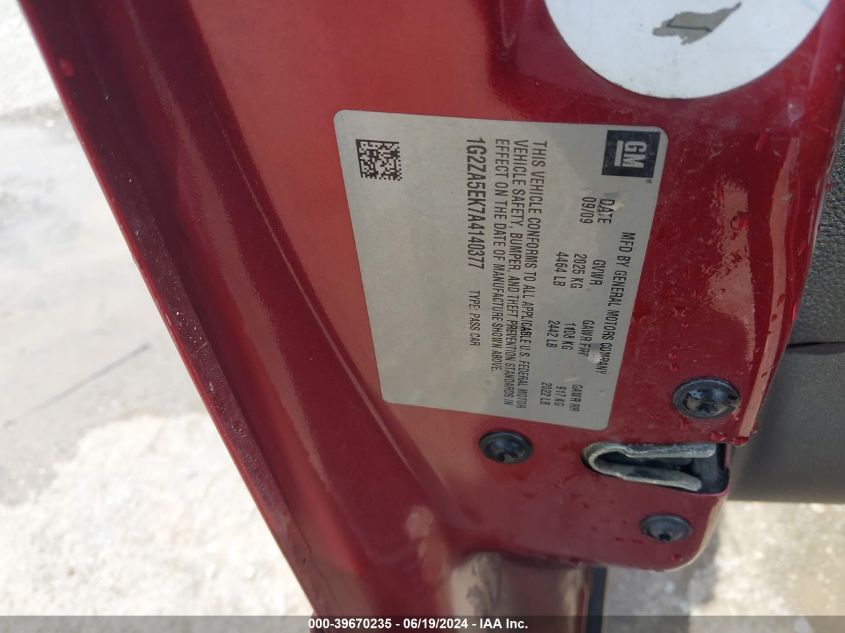 GM
MFD BY GENERAL MOTORS COMPANY
DATE GVWR GAWR FRT GAWR RR
09/09 2025 KG 1108 KG 917 KG
4464 LB 2442 LB 2022 LB
THIS VEHICLE CONFORMS TO ALL APPLICABLE U.S. FEDERAL MOTOR
VEHICLE SAFETY, BUMPER, AND THEFT PREVENTION STANDARDS IN
EFFECT ON THE DATE OF MANUFACTURE SHOWN ABOVE.
1G2ZA5EK7A4140377 TYPE: PASS CAR
000-39670235 - 06/19/2024 - IAA Inc.